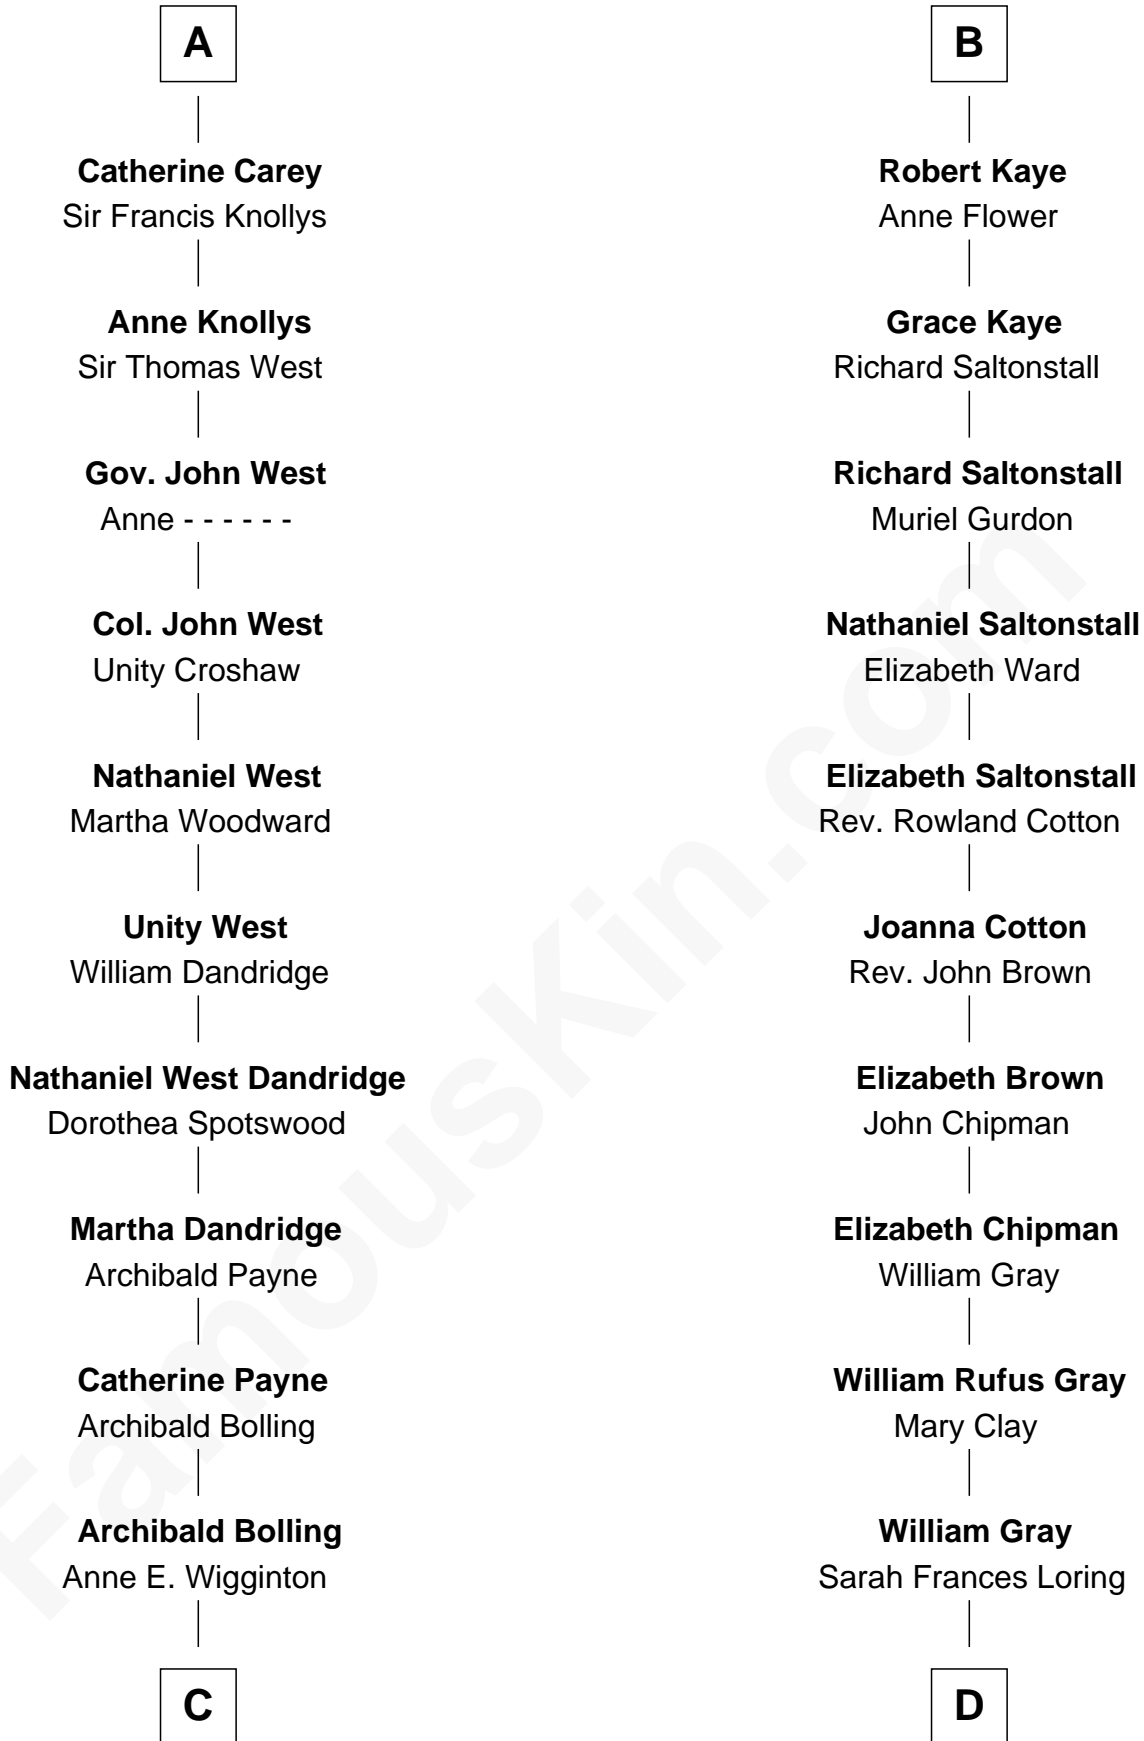 A
Catherine Carey
Sir Francis Knollys
Anne Knollys
Sir Thomas West
Gov. John West
Anne - - - - - -
Col. John West
Unity Croshaw
Nathaniel West
Martha Woodward
Unity West
William Dandridge
Nathaniel West Dandridge
Dorothea Spotswood
Martha Dandridge
Archibald Payne
Catherine Payne
Archibald Bolling
Archibald Bolling
Anne E. Wigginton
C
B
Robert Kaye
Anne Flower
Grace Kaye
Richard Saltonstall
Richard Saltonstall
Muriel Gurdon
Nathaniel Saltonstall
Elizabeth Ward
Elizabeth Saltonstall
Rev. Rowland Cotton
Joanna Cotton
Rev. John Brown
Elizabeth Brown
John Chipman
Elizabeth Chipman
William Gray
William Rufus Gray
Mary Clay
William Gray
Sarah Frances Loring
D
FamousKin.com